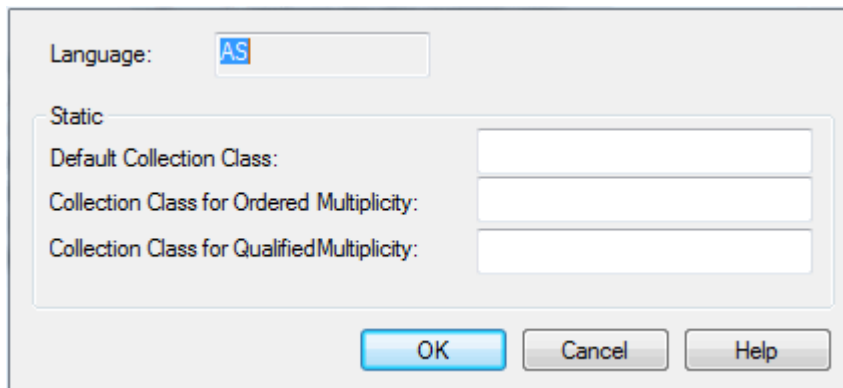 Language: AS
Static
Default Collection Class:
Collection Class for Ordered Multiplicity:
Collection Class for QualifiedMultiplicity:
OK Cancel Help